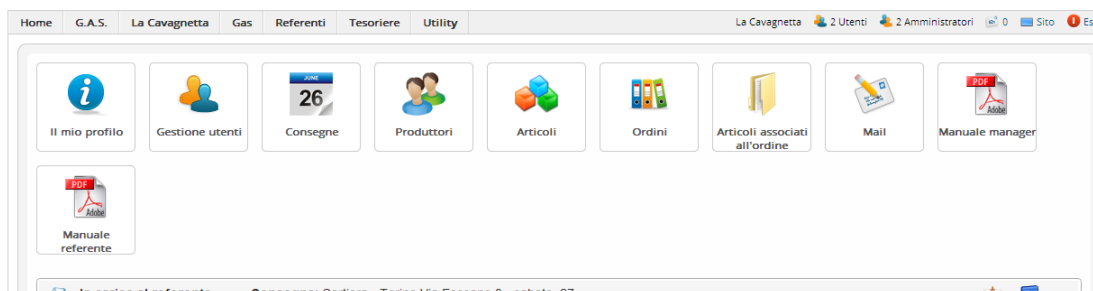 Home G.A.S. La Cavagnetta Gas Referenti Tesoriere Utility La Cavagnetta 2 Utenti 2 Amministratori 0 Sito
JUNE
26
PDF
Adobe
Il mio profilo Gestione utenti Consegne Produttori Articoli Ordini Articoli associati all'ordine Mail Manuale manager
PDF
Adobe
Manuale
referente